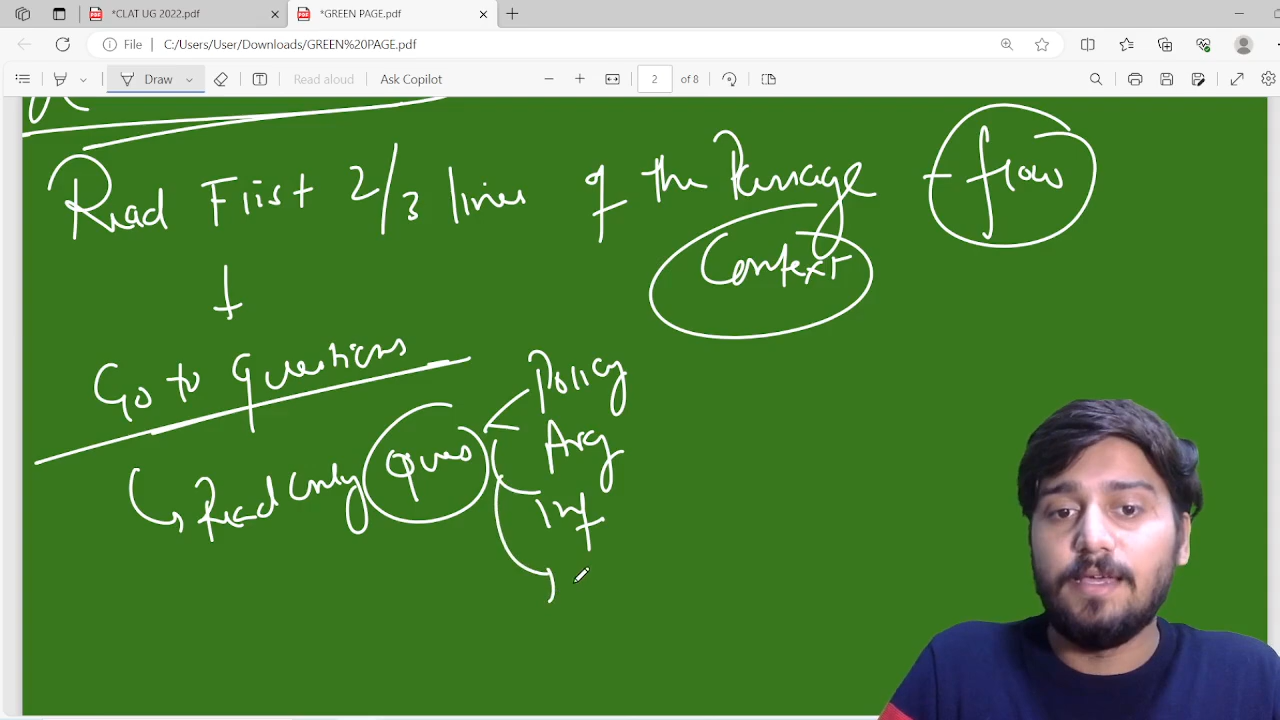 *CLAT UG 2022.pdf
*GREEN PAGE.pdf
File C:/Users/User/Downloads/GREEN%20PAGE.pdf
Draw Read aloud Ask Copilot 2 of 8
Read First 2/3 lines of the Passage - flow
Context
Go to Questions
Read only Ques
Policy
Arg
Inf